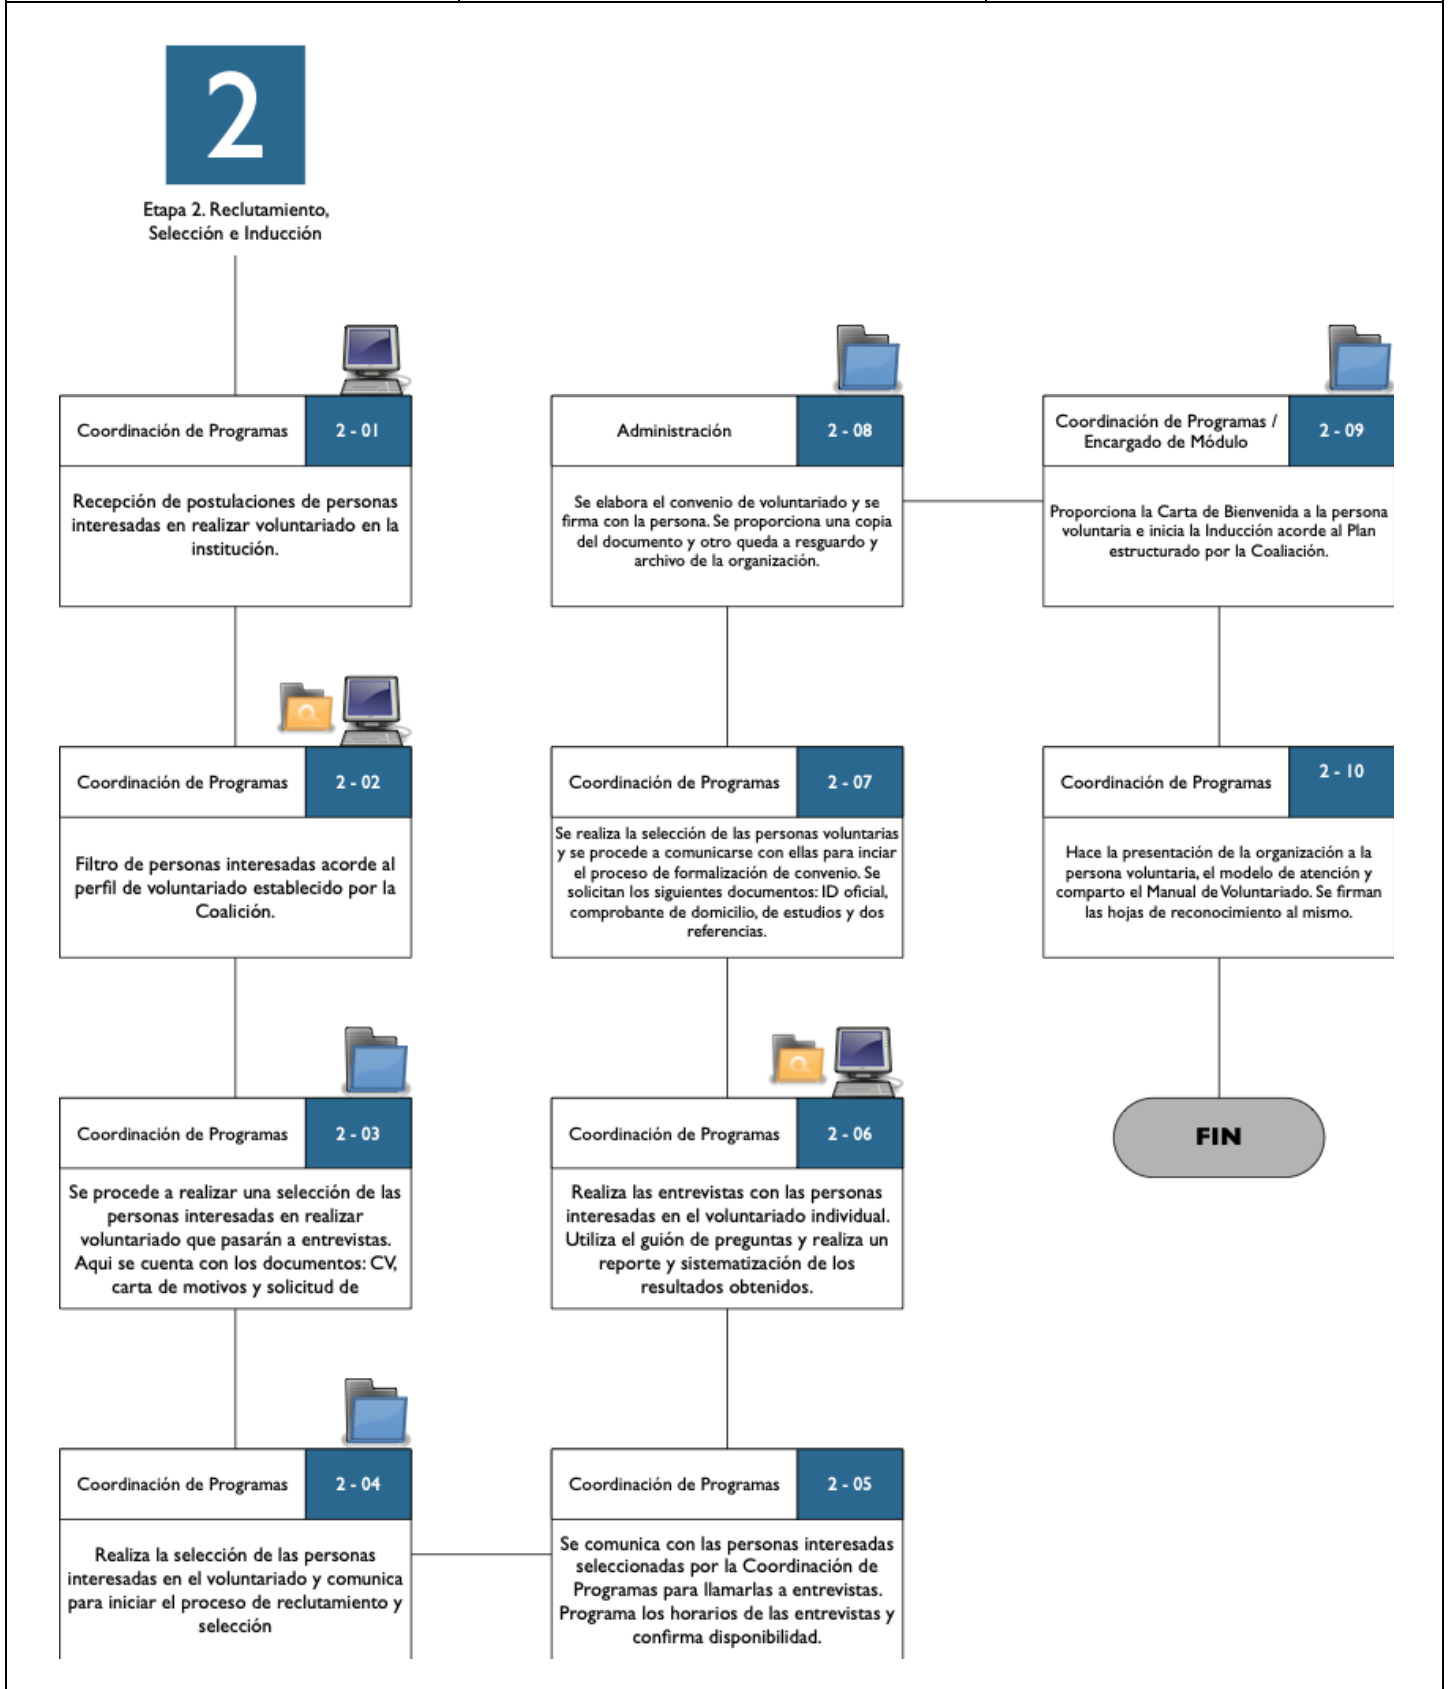 2
Etapa 2. Reclutamiento,
Selección e Inducción
Coordinación de Programas
2 - 01
Recepción de postulaciones de personas
interesadas en realizar voluntariado en la
institución.
Coordinación de Programas
2 - 02
Filtro de personas interesadas acorde al
perfil de voluntariado establecido por la
Coalición.
Coordinación de Programas
2 - 03
Se procede a realizar una selección de las
personas interesadas en realizar
voluntariado que pasarán a entrevistas.
Aqui se cuenta con los documentos: CV,
carta de motivos y solicitud de
Coordinación de Programas
2 - 04
Realiza la selección de las personas
interesadas en el voluntariado y comunica
para iniciar el proceso de reclutamiento y
selección
Coordinación de Programas
2 - 05
Se comunica con las personas interesadas
seleccionadas por la Coordinación de
Programas para llamarlas a entrevistas.
Programa los horarios de las entrevistas y
confirma disponibilidad.
Coordinación de Programas
2 - 06
Realiza las entrevistas con las personas
interesadas en el voluntariado individual.
Utiliza el guión de preguntas y realiza un
reporte y sistematización de los
resultados obtenidos.
Coordinación de Programas
2 - 07
Se realiza la selección de las personas voluntarias
y se procede a comunicarse con ellas para inciar
el proceso de formalización de convenio. Se
solicitan los siguientes documentos: ID oficial,
comprobante de domicilio, de estudios y dos
referencias.
Administración
2 - 08
Se elabora el convenio de voluntariado y se
firma con la persona. Se proporciona una copia
del documento y otro queda a resguardo y
archivo de la organización.
Coordinación de Programas /
Encargado de Módulo
2 - 09
Proporciona la Carta de Bienvenida a la persona
voluntaria e inicia la Inducción acorde al Plan
estructurado por la Coaliación.
Coordinación de Programas
2 - 10
Hace la presentación de la organización a la
persona voluntaria, el modelo de atención y
comparto el Manual de Voluntariado. Se firman
las hojas de reconocimiento al mismo.
FIN